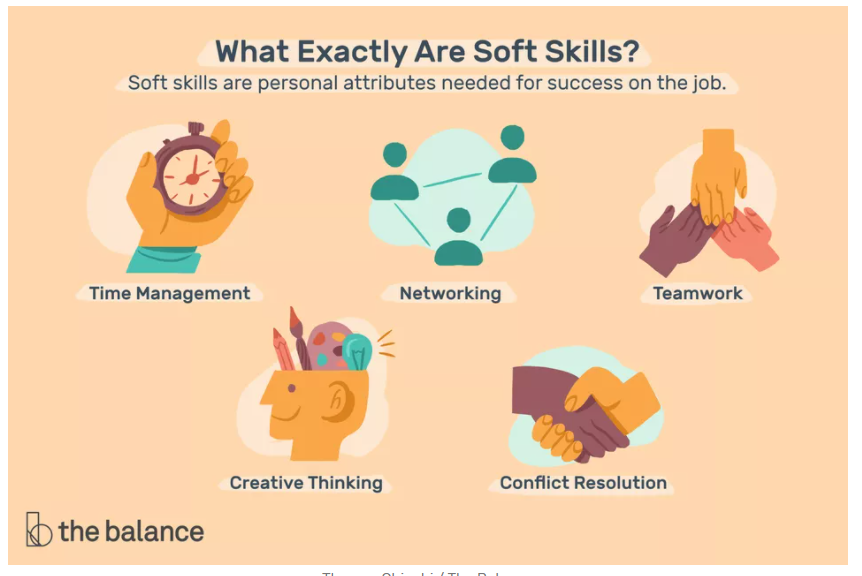 What Exactly Are Soft Skills?
Soft skills are personal attributes needed for success on the job.
Time Management
Networking
Teamwork
Creative Thinking
Conflict Resolution
the balance